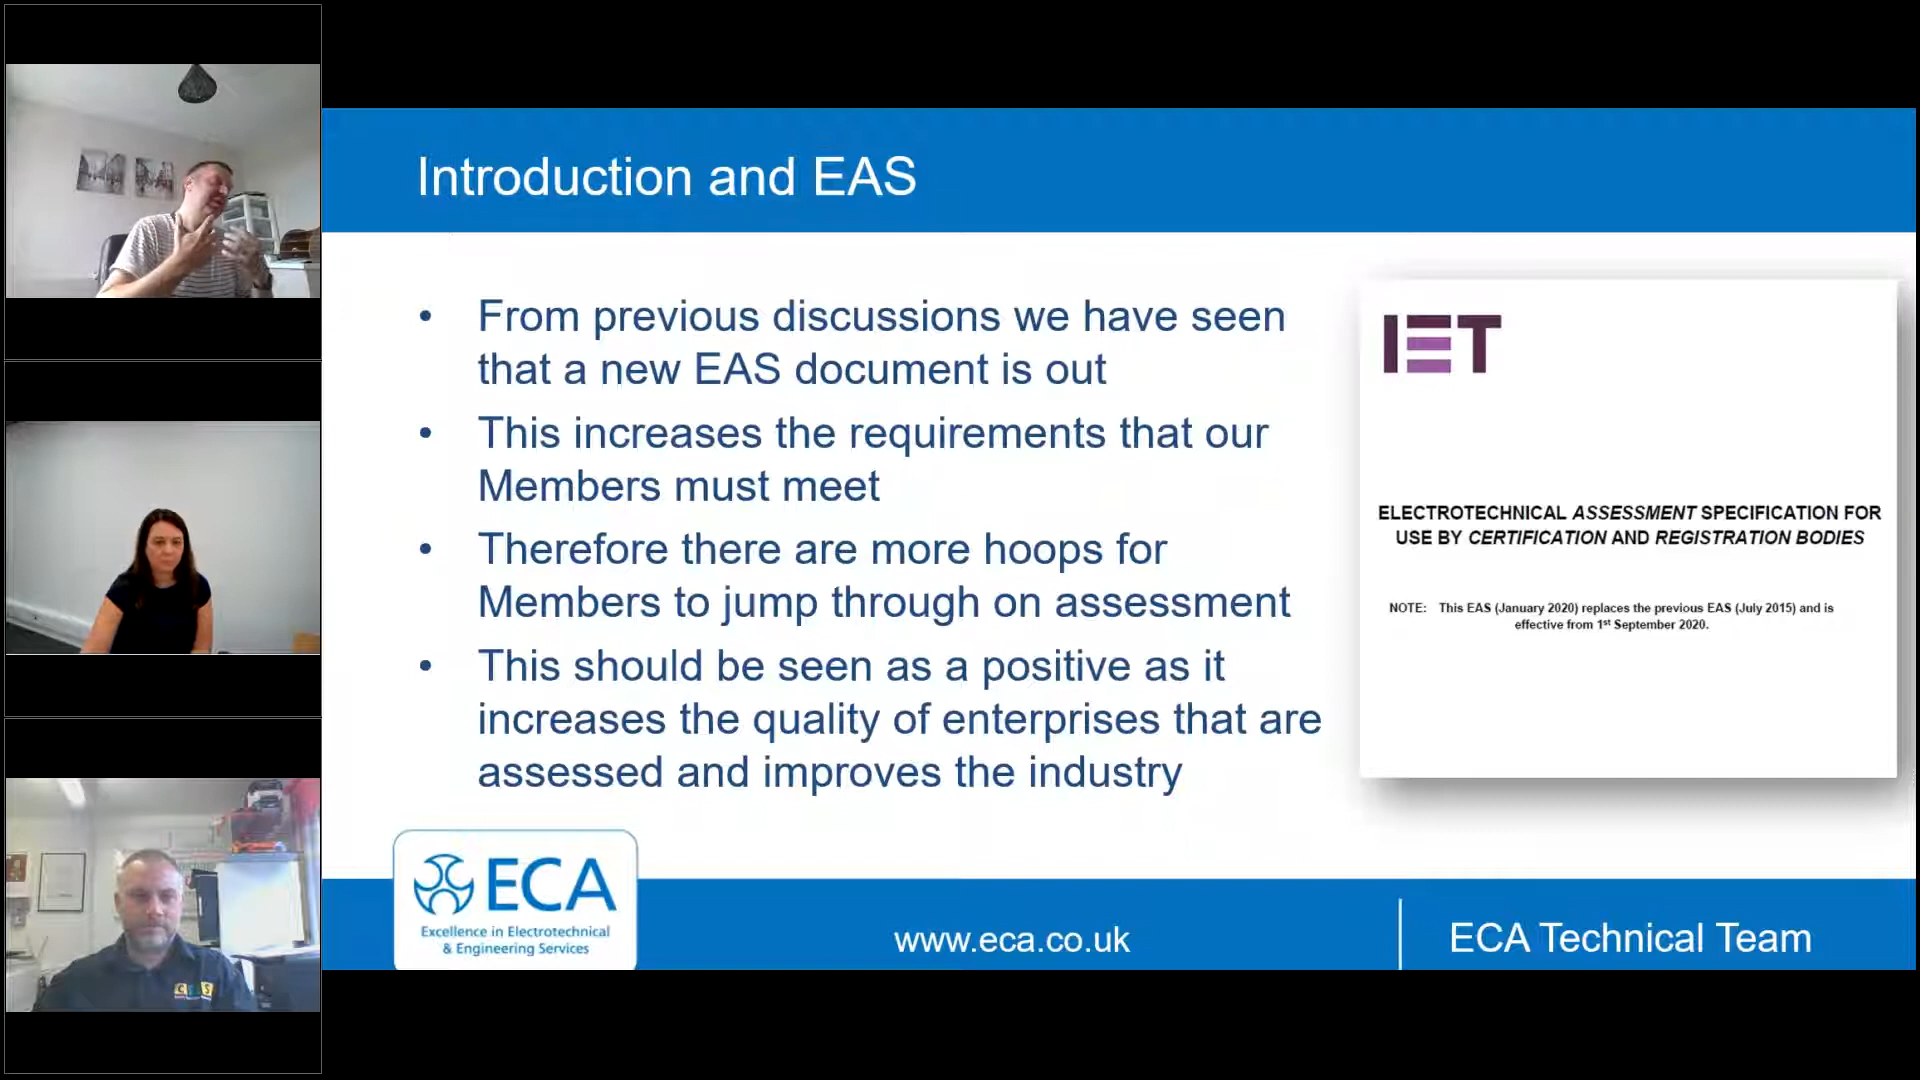 Introduction and EAS
• From previous discussions we have seen
that a new EAS document is out
• This increases the requirements that our
Members must meet
• Therefore there are more hoops for
Members to jump through on assessment
• This should be seen as a positive as it
increases the quality of enterprises that are
assessed and improves the industry
IET
ELECTROTECHNICAL ASSESSMENT SPECIFICATION FOR
USE BY CERTIFICATION AND REGISTRATION BODIES
NOTE: This EAS (January 2020) replaces the previous EAS (July 2015) and is
effective from 1st September 2020.
ECA
Excellence in Electrotechnical
& Engineering Services
www.eca.co.uk
ECA Technical Team